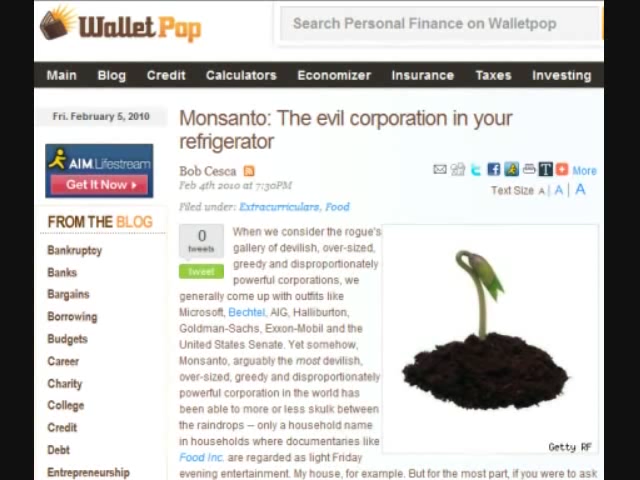 WalletPop
Search Personal Finance on Walletpop
Main Blog Credit Calculators Economizer Insurance Taxes Investing
Fri. February 5, 2010
AIM Lifestream
Get It Now
FROM THE BLOG
Bankruptcy
Banks
Bargains
Borrowing
Budgets
Career
Charity
College
Credit
Debt
Entrepreneurship
Monsanto: The evil corporation in your
refrigerator
Bob Cesca
Feb 4th 2010 at 7:30PM
More
Text Size A | A | A
Filed under: Extracurriculars, Food
0
tweets
tweet
When we consider the rogue's
gallery of devilish, over-sized,
greedy and disproportionately
powerful corporations, we
generally come up with outfits like
Microsoft, Bechtel, AIG, Halliburton,
Goldman-Sachs, Exxon-Mobil and the
United States Senate. Yet somehow,
Monsanto, arguably the most devilish,
over-sized, greedy and disproportionately
powerful corporation in the world has
been able to more or less skulk between
the raindrops -- only a household name
in households where documentaries like
Food Inc. are regarded as light Friday
evening entertainment. My house, for example. But for the most part, if you were to ask
Getty RF